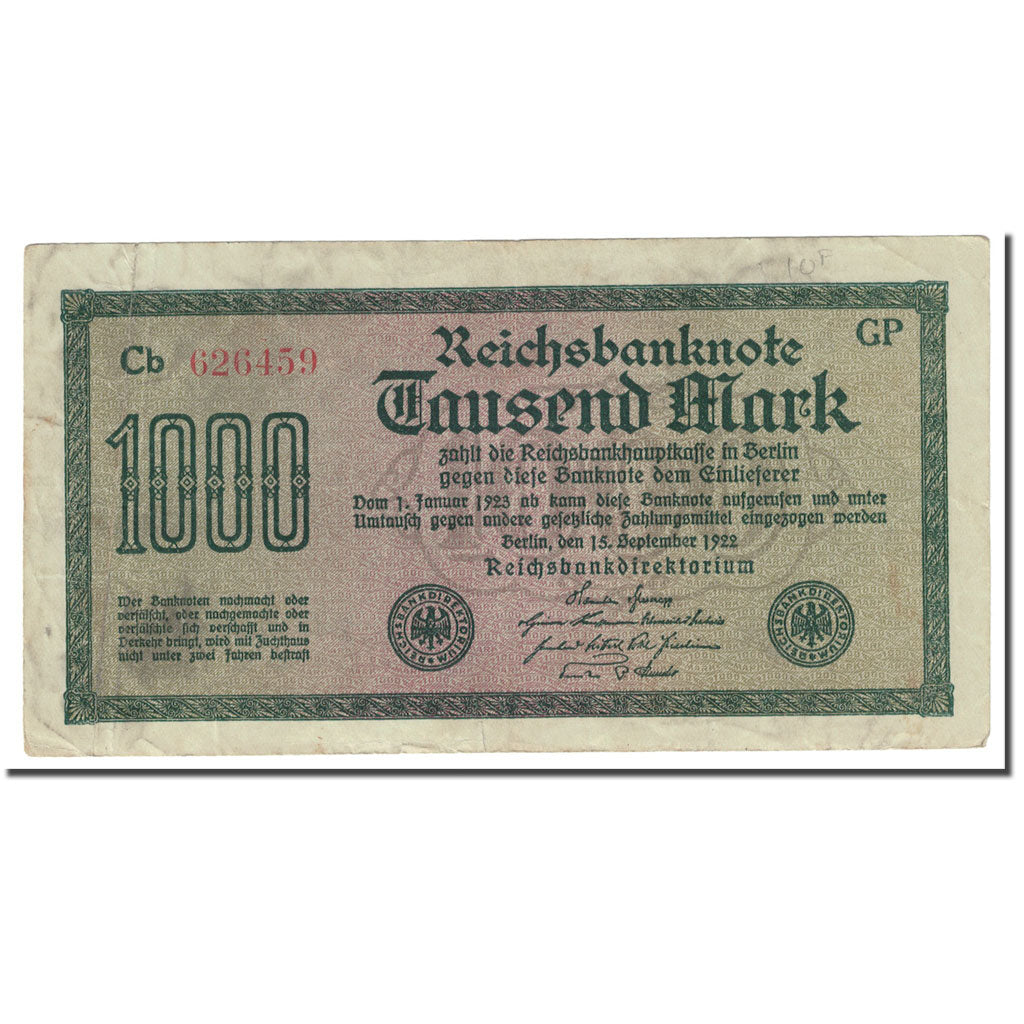 10F
Cb 626459
GP
Reichsbanknote
Tausend Mark
1000
zahlt die Reichsbankhauptkasse in Berlin
gegen diese Banknote dem Einlieferer
Vom 1. Januar 1923 ab kann diese Banknote aufgerufen und unter
Umtausch gegen andere gesetzliche Zahlungsmittel eingezogen werden
Berlin, den 15. September 1922
Reichsbankdirektorium
Wer Banknoten nachmacht oder
verfälscht, oder nachgemachte oder
verfälschte sich verschafft und in
Verkehr bringt, wird mit Zuchthaus
nicht unter zwei Jahren bestraft
REICHSBANKDIREKTORIUM
REICHSBANKDIREKTORIUM